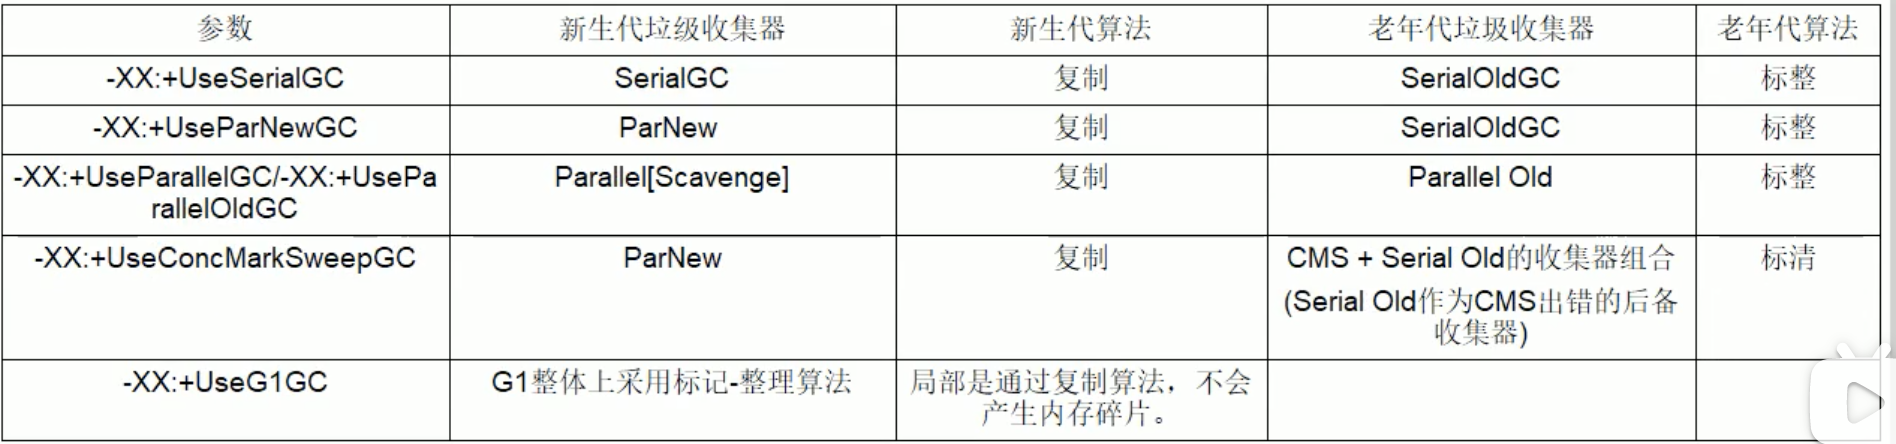 参数 新生代垃级收集器 新生代算法 老年代垃圾收集器 老年代算法
-XX:+UseSerialGC SerialGC 复制 SerialOldGC 标整
-XX:+UseParNewGC ParNew 复制 SerialOldGC 标整
-XX:+UseParallelGC/-XX:+UsePa Parallel[Scavenge] 复制 Parallel Old 标整
rallelOldGC
-XX:+UseConcMarkSweepGC ParNew 复制 CMS + Serial Old的收集器组合 标清
(Serial Old作为CMS出错的后备
收集器)
-XX:+UseG1GC G1整体上采用标记-整理算法 局部是通过复制算法，不会
产生内存碎片。